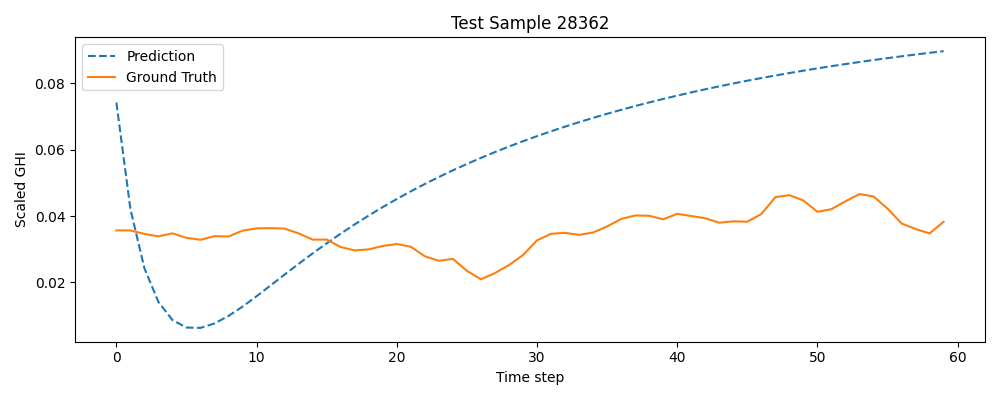 Test Sample 28362
Prediction
Ground Truth
Scaled GHI
0.08
0.06
0.04
0.02
0 10 20 30 40 50 60
Time step